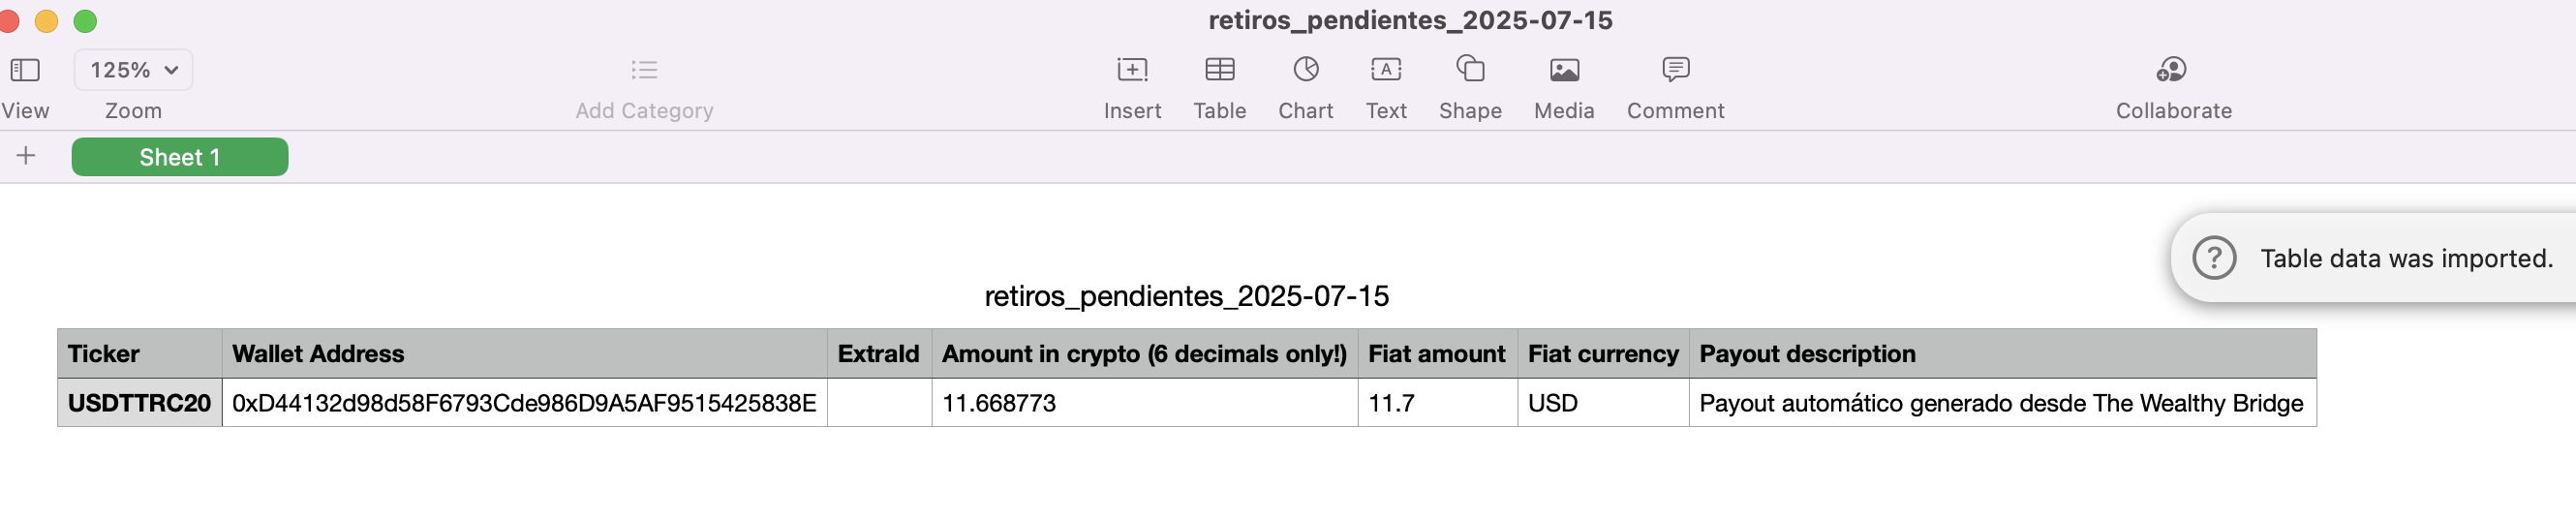 retiros_pendientes_2025-07-15
125%
View Zoom Add Category Insert Table Chart Text Shape Media Comment Collaborate
Sheet 1
Table data was imported.
retiros_pendientes_2025-07-15
Ticker Wallet Address ExtraId Amount in crypto (6 decimals only!) Fiat amount Fiat currency Payout description
USDTTRC20 0xD44132d98d58F6793Cde986D9A5AF9515425838E 11.668773 11.7 USD Payout automático generado desde The Wealthy Bridge